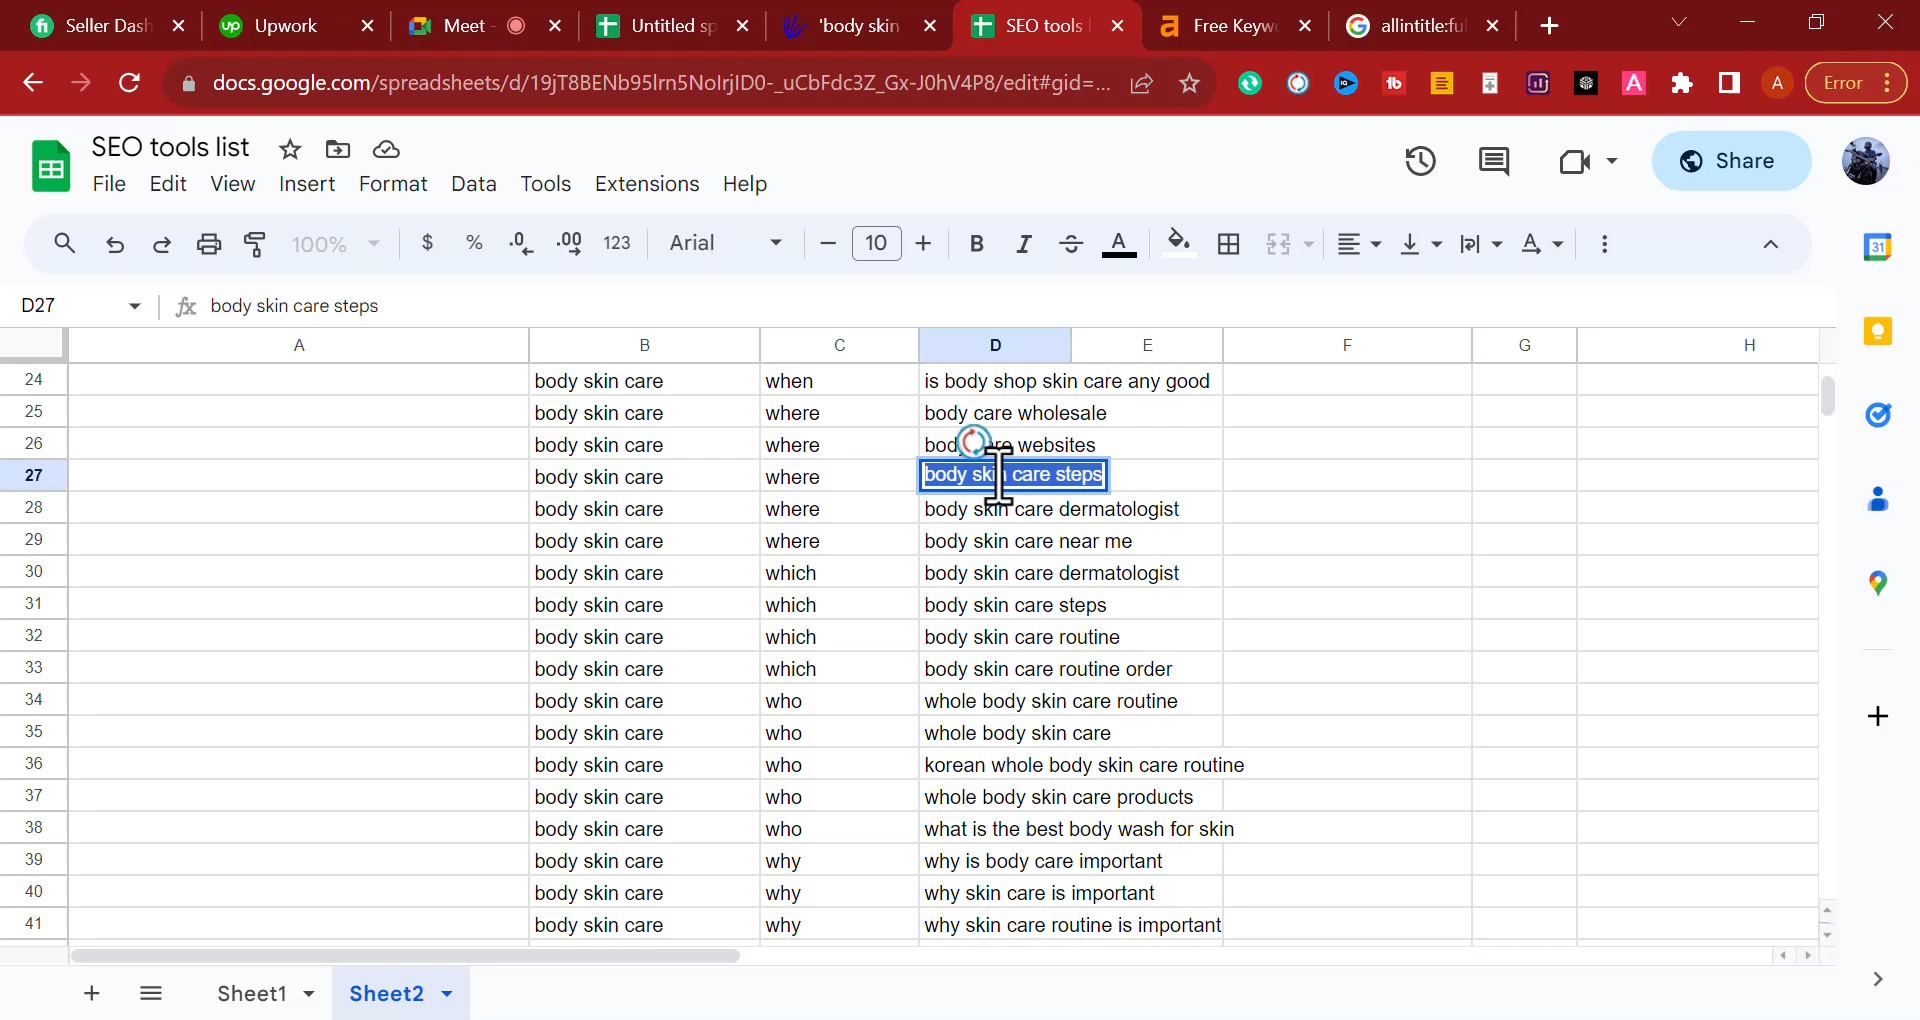 Seller Dash
Upwork
Meet -
Untitled sp
'body skin
SEO tools l
Free Keyw
allintitle:ful
docs.google.com/spreadsheets/d/19jT8BENb95lrn5NolrjlD0-_uCbFdc3Z_Gx-J0hV4P8/edit#gid=...
Error
SEO tools list
File Edit View Insert Format Data Tools Extensions Help
Share
100% $ % .0 .00 123 Arial 10 B I A A
31
D27 fx body skin care steps
A B C D E F G H
24 body skin care when is body shop skin care any good
25 body skin care where body care wholesale
26 body skin care where websites
27 body skin care where body skin care steps
28 body skin care where body skin care dermatologist
29 body skin care where body skin care near me
30 body skin care which body skin care dermatologist
31 body skin care which body skin care steps
32 body skin care which body skin care routine
33 body skin care which body skin care routine order
34 body skin care who whole body skin care routine
35 body skin care who whole body skin care
36 body skin care who korean whole body skin care routine
37 body skin care who whole body skin care products
38 body skin care who what is the best body wash for skin
39 body skin care why why is body care important
40 body skin care why why skin care is important
41 body skin care why why skin care routine is important
Sheet1 Sheet2